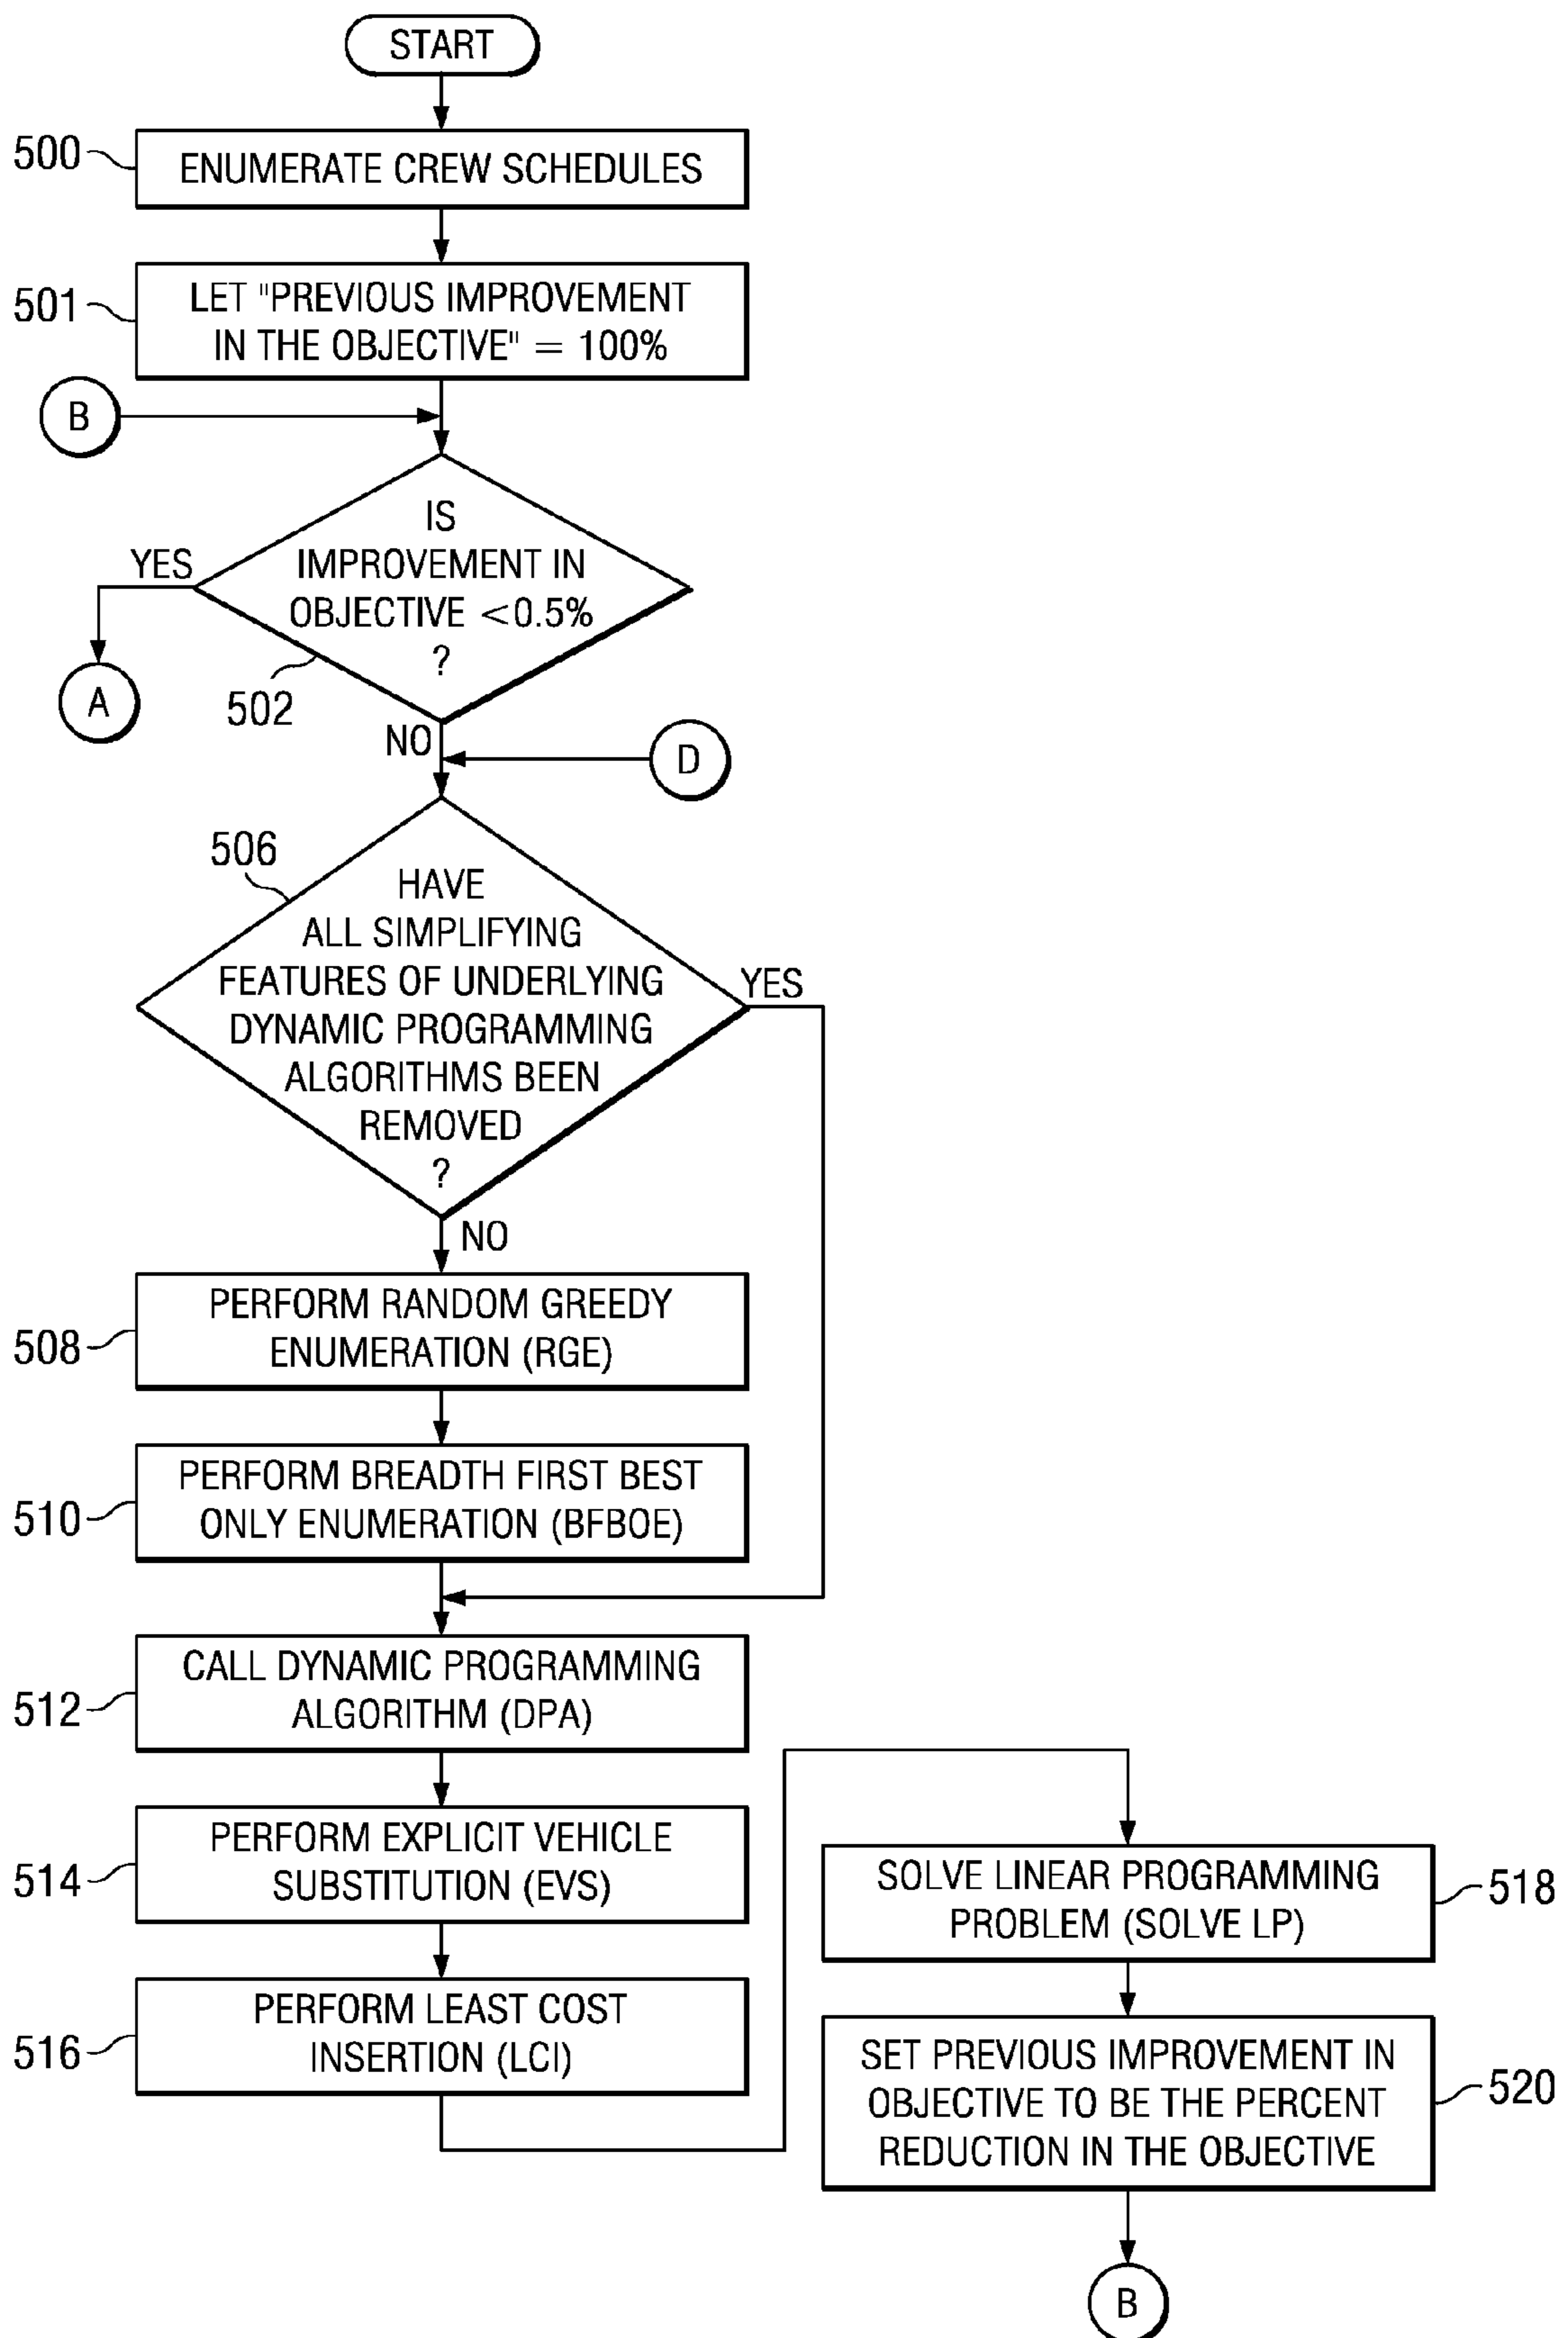 START
500
ENUMERATE CREW SCHEDULES
501
LET "PREVIOUS IMPROVEMENT
IN THE OBJECTIVE" = 100%
B
IS
IMPROVEMENT IN
OBJECTIVE <0.5%
?
YES
A
502
NO
D
506
HAVE
ALL SIMPLIFYING
FEATURES OF UNDERLYING
DYNAMIC PROGRAMMING
ALGORITHMS BEEN
REMOVED
?
YES
NO
508
PERFORM RANDOM GREEDY
ENUMERATION (RGE)
510
PERFORM BREADTH FIRST BEST
ONLY ENUMERATION (BFBOE)
512
CALL DYNAMIC PROGRAMMING
ALGORITHM (DPA)
514
PERFORM EXPLICIT VEHICLE
SUBSTITUTION (EVS)
516
PERFORM LEAST COST
INSERTION (LCI)
SOLVE LINEAR PROGRAMMING
PROBLEM (SOLVE LP)
518
SET PREVIOUS IMPROVEMENT IN
OBJECTIVE TO BE THE PERCENT
REDUCTION IN THE OBJECTIVE
520
B